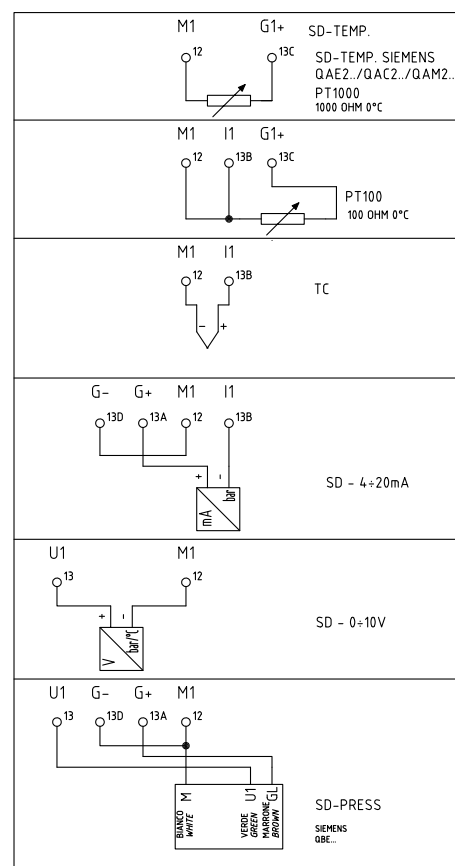 M1 G1+ SD-TEMP.
12 13C
SD-TEMP. SIEMENS
QAE2../QAC2../QAM2..
PT1000
1000 OHM 0°C
M1 I1 G1+
12 13B 13C
PT100
100 OHM 0°C
M1 I1
12 13B
TC
- +
G- G+ M1 I1
13D 13A 12 13B
+ -
mA bar
SD - 4÷20mA
U1 M1
13 12
+ -
V bar/°C
SD - 0÷10V
U1 G- G+ M1
13 13D 13A 12
M U1 GL
BIANCO
WHITE
VERDE
GREEN
MARRONE
BROWN
SD-PRESS
SIEMENS
QBE...